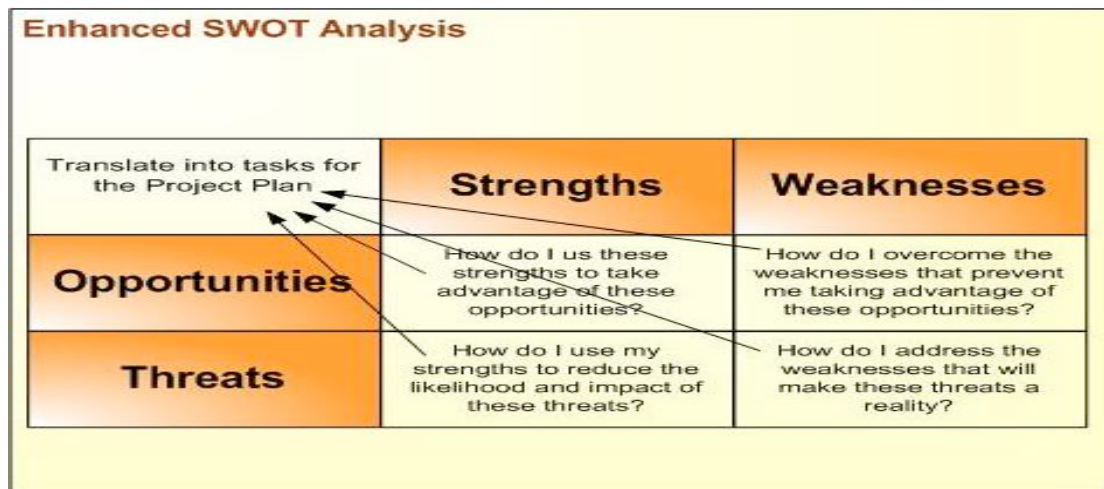 Enhanced SWOT Analysis
Translate into tasks for
the Project Plan
Strengths
Weaknesses
Opportunities
How do I us these
strengths to take
advantage of these
opportunities?
How do I overcome the
weaknesses that prevent
me taking advantage of
these opportunities?
Threats
How do I use my
strengths to reduce the
likelihood and impact of
these threats?
How do I address the
weaknesses that will
make these threats a
reality?